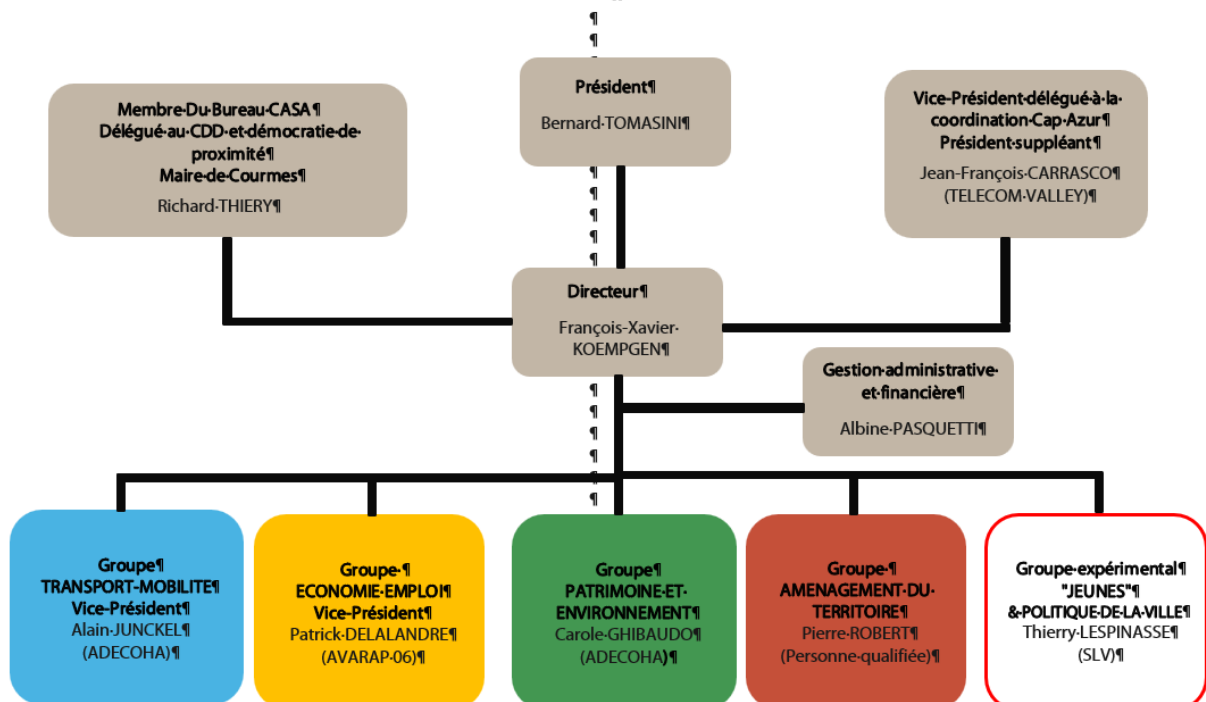 Président¶
Bernard·TOMASINI¶
Membre·Du·Bureau·CASA¶
Délégué·au·CDD·et·démocratie·de·
proximité¶
Maire·de·Courmes¶
Richard·THIERY¶
Vice-Président·délégué·à·la·
coordination·Cap·Azur¶
Président·suppléant¶
Jean-François·CARRASCO¶
(TELECOM·VALLEY)¶
Directeur¶
François-Xavier·
KOEMPGEN¶
Gestion·administrative·
et·financière¶
Albine·PASQUETTI¶
Groupe¶
TRANSPORT-MOBILITE¶
Vice-Président¶
Alain·JUNCKEL¶
(ADECOHA)¶
Groupe·¶
ECONOMIE·EMPLOI¶
Vice-Président¶
Patrick·DELALANDRE¶
(AVARAP·06)¶
Groupe¶
PATRIMOINE·ET·
ENVIRONNEMENT¶
Carole·GHIBAUDO¶
(ADECOHA)¶
Groupe·
AMENAGEMENT·DU·
TERRITOIRE¶
Pierre·ROBERT¶
(Personne·qualifiée)¶
Groupe·expérimental¶
"JEUNES"¶
&·POLITIQUE·DE·LA·VILLE¶
Thierry·LESPINASSE¶
(SLV)¶